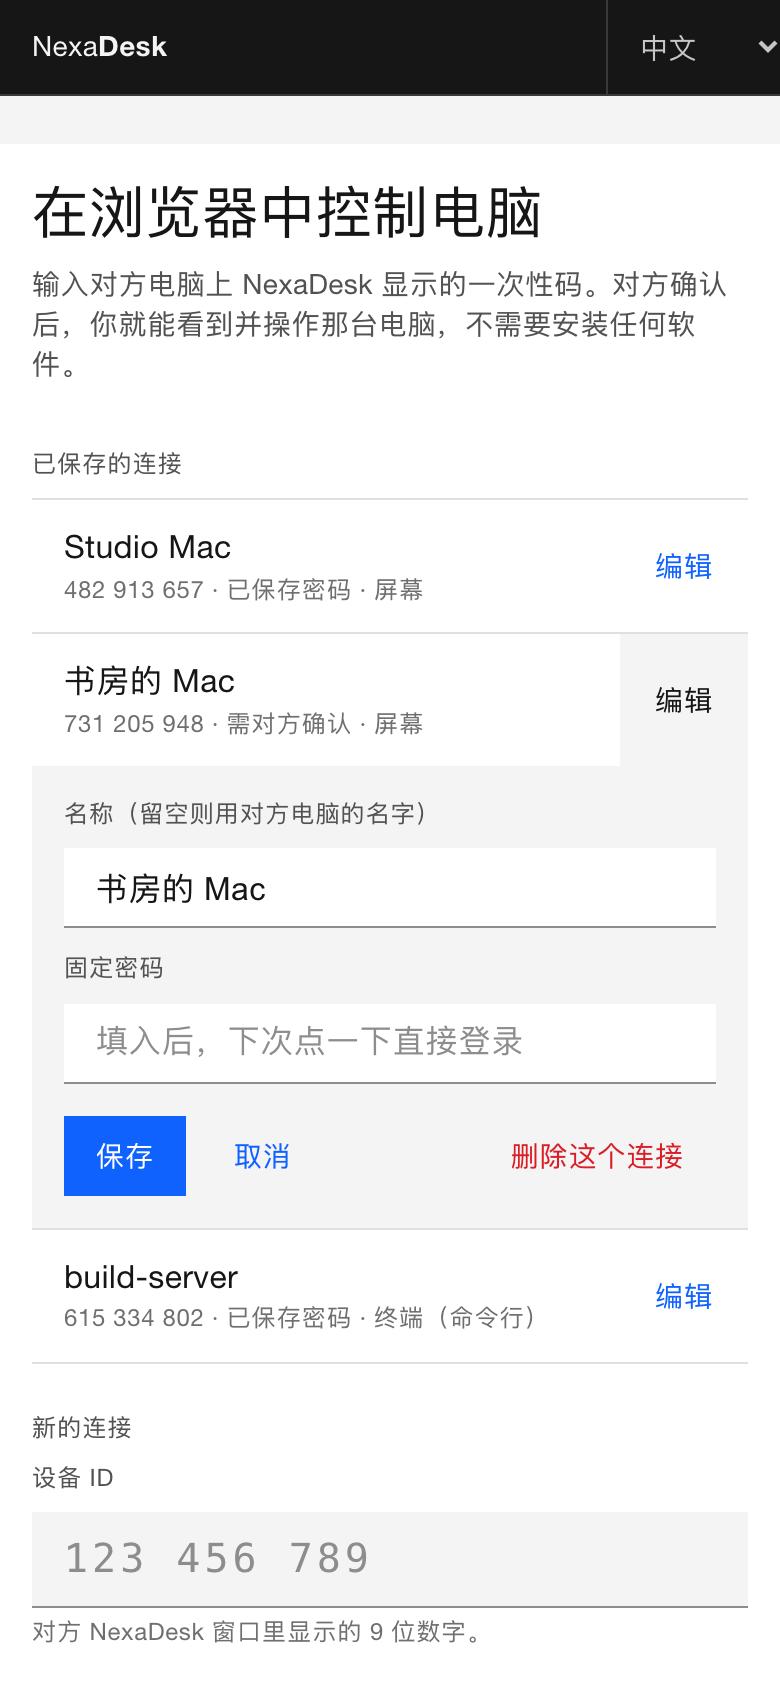 NexaDesk
中文
在浏览器中控制电脑
输入对方电脑上 NexaDesk 显示的一次性码。对方确认
后，你就能看到并操作那台电脑，不需要安装任何软
件。
已保存的连接
Studio Mac
编辑
482 913 657 · 已保存密码 · 屏幕
书房的 Mac
编辑
731 205 948 · 需对方确认 · 屏幕
名称（留空则用对方电脑的名字）
书房的 Mac
固定密码
填入后，下次点一下直接登录
保存
取消
删除这个连接
build-server
编辑
615 334 802 · 已保存密码 · 终端（命令行）
新的连接
设备 ID
123 456 789
对方 NexaDesk 窗口里显示的 9 位数字。